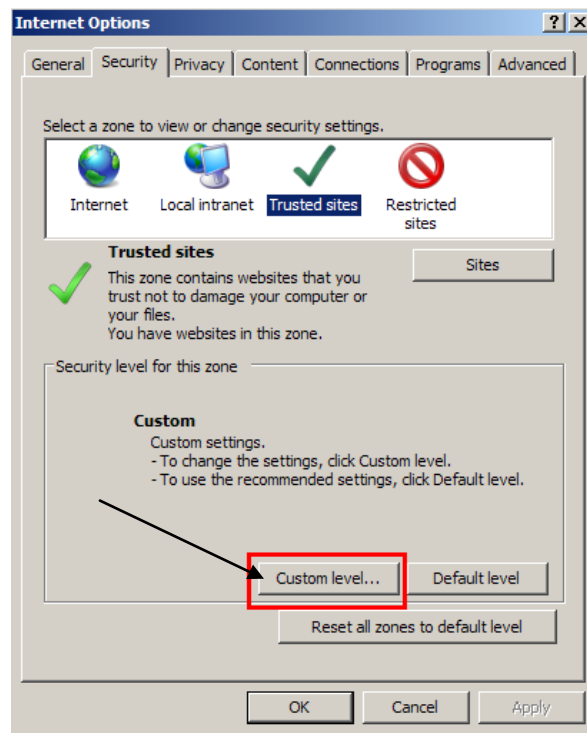 Internet Options
? X
General Security Privacy Content Connections Programs Advanced
Select a zone to view or change security settings.
Internet Local intranet Trusted sites Restricted
sites
Trusted sites
Sites
This zone contains websites that you
trust not to damage your computer or
your files.
You have websites in this zone.
Security level for this zone
Custom
Custom settings.
- To change the settings, click Custom level.
- To use the recommended settings, click Default level.
Custom level... Default level
Reset all zones to default level
OK Cancel Apply